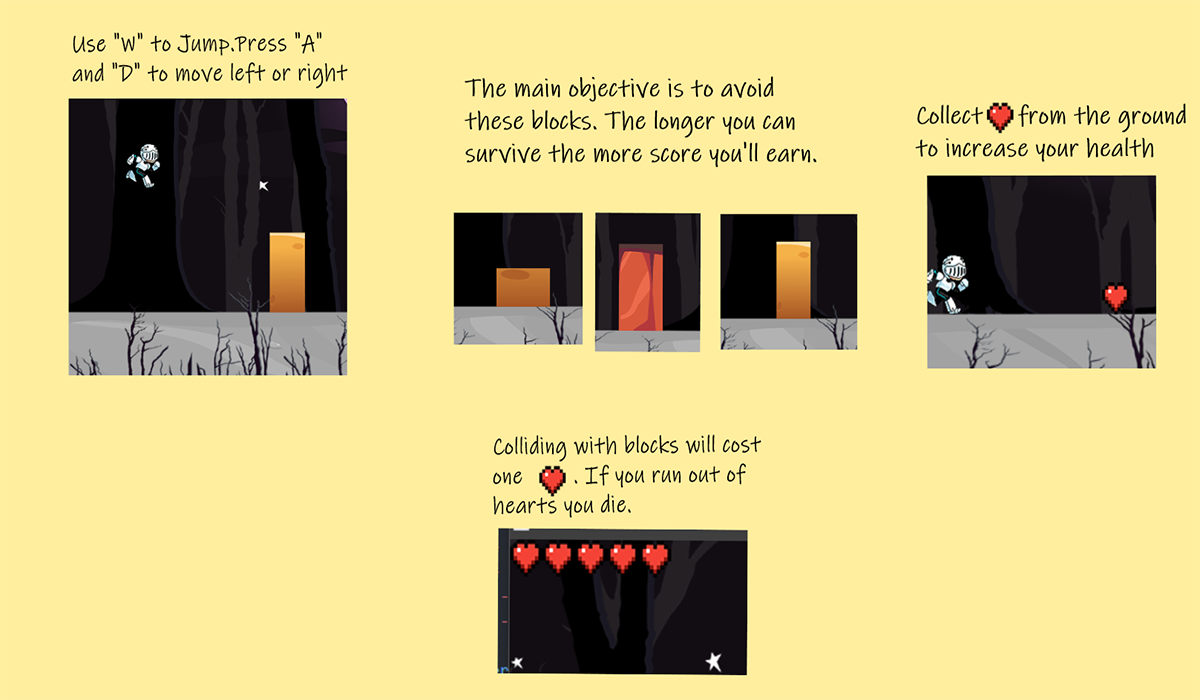 Use "W" to Jump.Press "A"
and "D" to move left or right
The main objective is to avoid
these blocks. The longer you can
survive the more score you'll earn.
Collect from the ground
to increase your health
Colliding with blocks will cost
one . If you run out of
hearts you die.